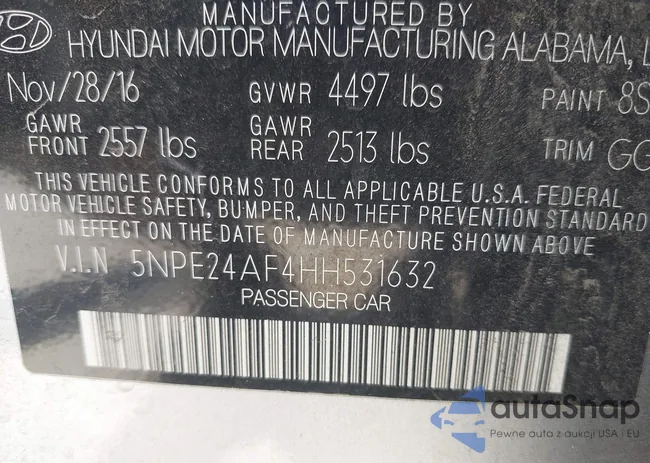 MANUFACTURED BY
HYUNDAI MOTOR MANUFACTURING ALABAMA, L
Nov/28/16 GVWR 4497 lbs PAINT 8S
GAWR FRONT 2557 lbs GAWR REAR 2513 lbs TRIM GG
THIS VEHICLE CONFORMS TO ALL APPLICABLE U.S.A. FEDERAL
MOTOR VEHICLE SAFETY, BUMPER, AND THEFT PREVENTION STANDARD
IN EFFECT ON THE DATE OF MANUFACTURE SHOWN ABOVE
V.I.N 5NPE24AF4HH531632
PASSENGER CAR
autoSnap
Pewne auta z aukcji USA i EU